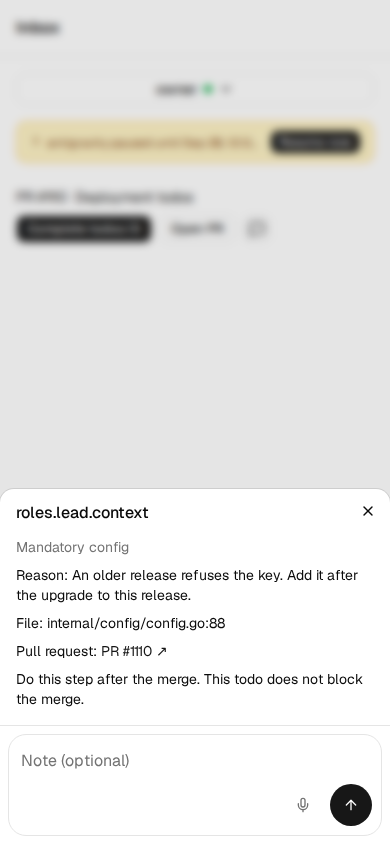 Inbox
roles.lead.context
Mandatory config
Reason: An older release refuses the key. Add it after
the upgrade to this release.
File: internal/config/config.go:88
Pull request: PR #1110 ↗
Do this step after the merge. This todo does not block
the merge.
Note (optional)